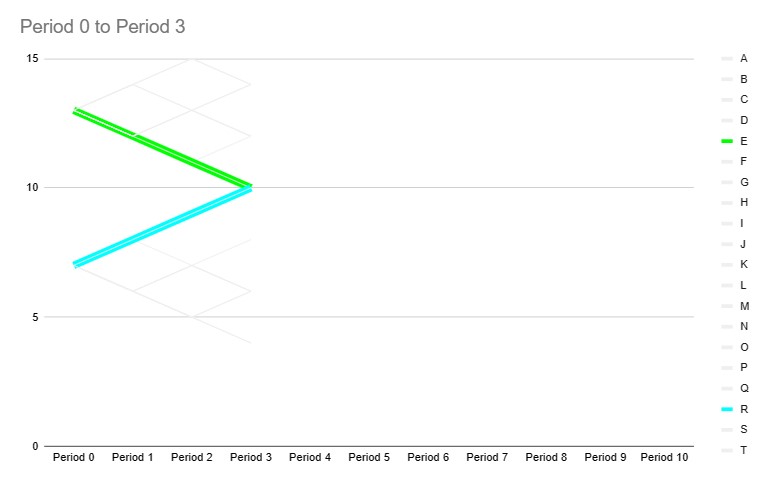 Period 0 to Period 3
15
10
5
0
Period 0 Period 1 Period 2 Period 3 Period 4 Period 5 Period 6 Period 7 Period 8 Period 9 Period 10
A
B
C
D
E
F
G
H
I
J
K
L
M
N
O
P
Q
R
S
T